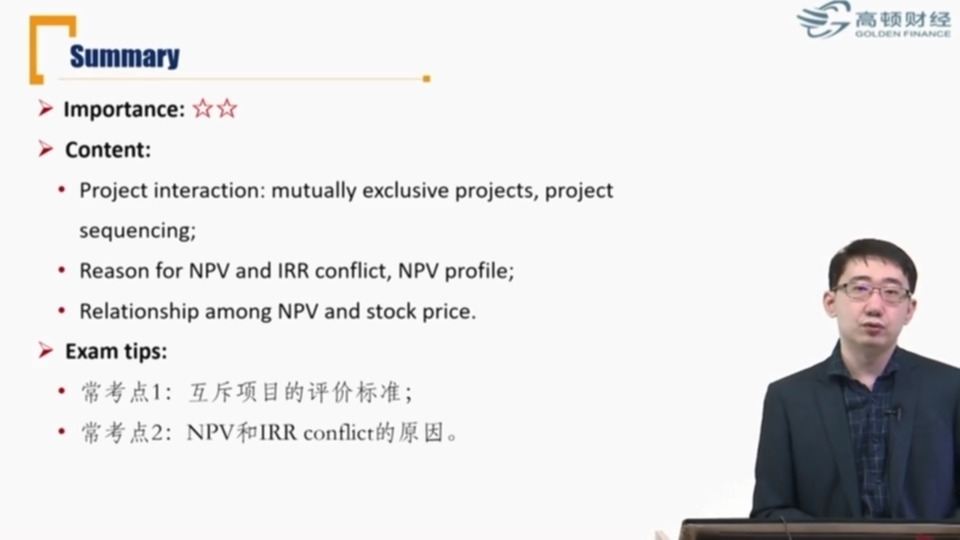 高顿财经
GOLDEN FINANCE
Summary
Importance: ☆☆
Content:
• Project interaction: mutually exclusive projects, project
sequencing;
• Reason for NPV and IRR conflict, NPV profile;
• Relationship among NPV and stock price.
Exam tips:
• 常考点1：互斥项目的评价标准；
• 常考点2：NPV和IRR conflict的原因。